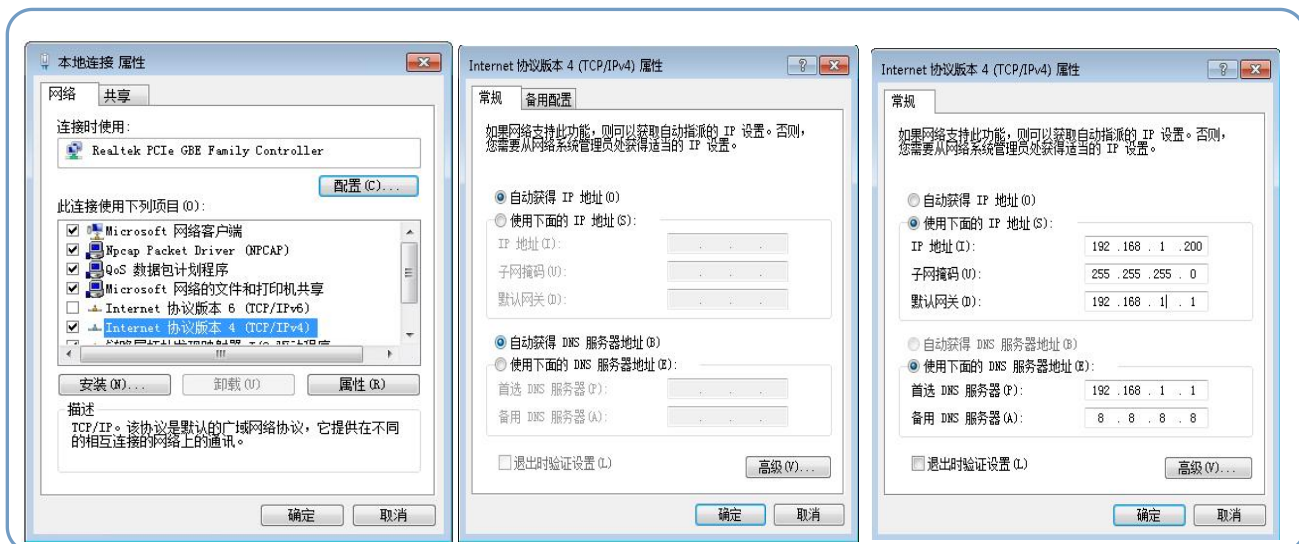 本地连接 属性
网络
共享
连接时使用:
Realtek PCIe GBE Family Controller
配置(C)...
此连接使用下列项目(O):
Microsoft 网络客户端
Npcap Packet Driver (NPCAP)
QoS 数据包计划程序
Microsoft 网络的文件和打印机共享
Internet 协议版本 6 (TCP/IPv6)
Internet 协议版本 4 (TCP/IPv4)
安装(N)...
卸载(U)
属性(R)
描述
TCP/IP。该协议是默认的广域网络协议,它提供在不同
的相互连接的网络上的通讯。
确定
取消
Internet 协议版本 4 (TCP/IPv4) 属性
常规
备用配置
如果网络支持此功能,则可以获取自动指派的 IP 设置。否则,
您需要从网络系统管理员处获得适当的 IP 设置。
自动获得 IP 地址(O)
使用下面的 IP 地址(S):
IP 地址(I):
子网掩码(U):
默认网关(D):
自动获得 DNS 服务器地址(B)
使用下面的 DNS 服务器地址(E):
首选 DNS 服务器(P):
备用 DNS 服务器(A):
退出时验证设置(L)
高级(V)...
确定
取消
Internet 协议版本 4 (TCP/IPv4) 属性
常规
如果网络支持此功能,则可以获取自动指派的 IP 设置。否则,
您需要从网络系统管理员处获得适当的 IP 设置。
自动获得 IP 地址(O)
使用下面的 IP 地址(S):
IP 地址(I): 192 .168 . 1 .200
子网掩码(U): 255 .255 .255 . 0
默认网关(D): 192 .168 . 1 . 1
自动获得 DNS 服务器地址(B)
使用下面的 DNS 服务器地址(E):
首选 DNS 服务器(P): 192 .168 . 1 . 1
备用 DNS 服务器(A): 8 . 8 . 8 . 8
退出时验证设置(L)
高级(V)...
确定
取消